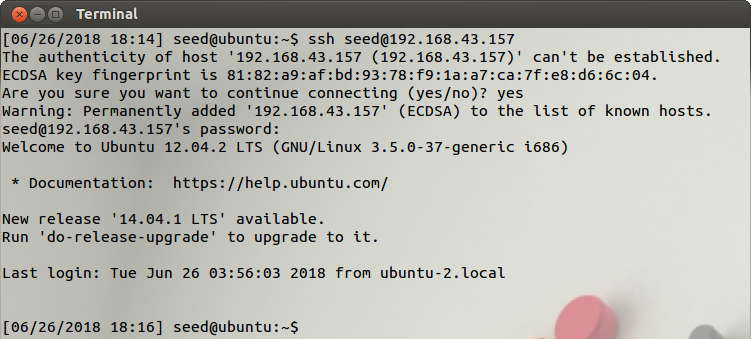 Terminal
[06/26/2018 18:14] seed@ubuntu:~$ ssh seed@192.168.43.157
The authenticity of host '192.168.43.157 (192.168.43.157)' can't be established.
ECDSA key fingerprint is 81:82:a9:af:bd:93:78:f9:1a:a7:ca:7f:e8:d6:6c:04.
Are you sure you want to continue connecting (yes/no)? yes
Warning: Permanently added '192.168.43.157' (ECDSA) to the list of known hosts.
seed@192.168.43.157's password:
Welcome to Ubuntu 12.04.2 LTS (GNU/Linux 3.5.0-37-generic i686)
* Documentation:  https://help.ubuntu.com/
New release '14.04.1 LTS' available.
Run 'do-release-upgrade' to upgrade to it.
Last login: Tue Jun 26 03:56:03 2018 from ubuntu-2.local
[06/26/2018 18:16] seed@ubuntu:~$